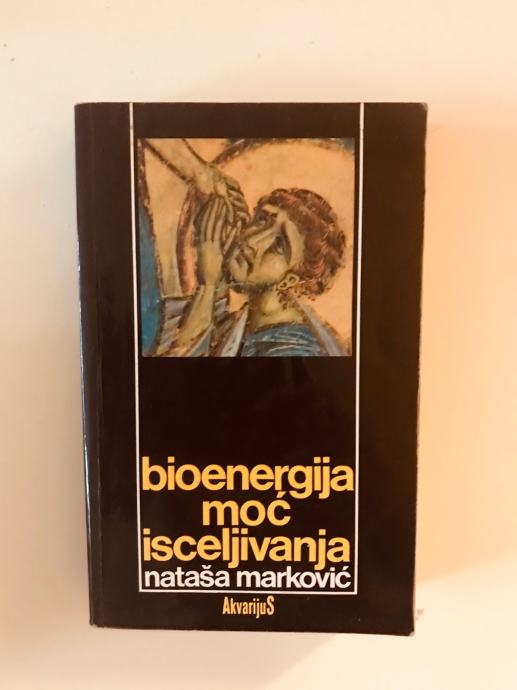 bioenergija
moć
isceljivanja
nataša marković
AkvarijuS